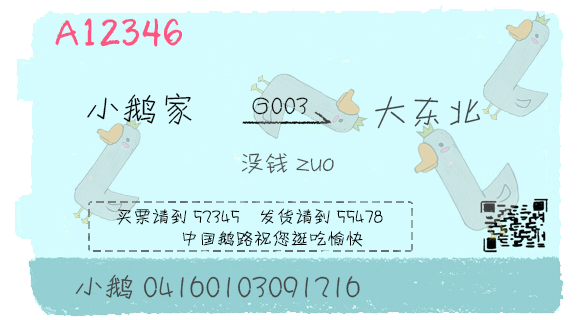 A12346
小鹅家 G003 大东北
没钱 zuo
买票请到 57345 发货请到 55478
中国鹅路祝您逛吃愉快
小鹅 04160103091216